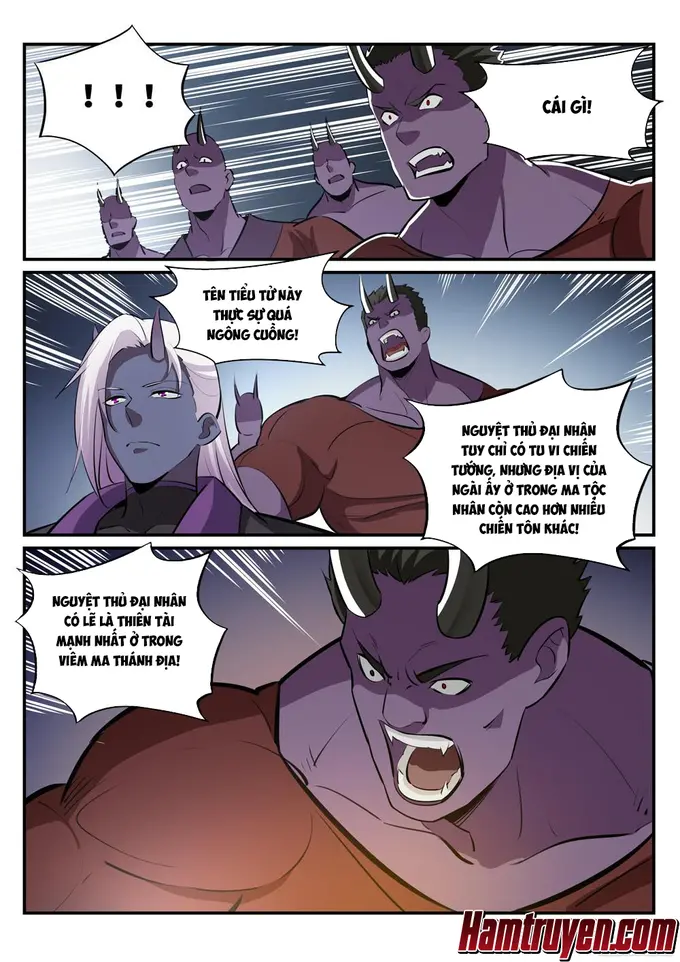 ! ! !
CÁI GÌ!
TÊN TIỂU TỬ NÀY
THỰC SỰ QUÁ
NGÔNG CUỒNG!
NGUYỆT THỦ ĐẠI NHÂN
TUY CHỈ CÓ TU VI CHIẾN
TƯỚNG, NHƯNG ĐỊA VỊ CỦA
NGÀI ẤY Ở TRONG MA TỘC
NHÂN CÒN CAO HƠN NHIỀU
CHIẾN TÔN KHÁC!
NGUYỆT THỦ ĐẠI NHÂN
CÓ LẼ LÀ THIÊN TÀI
MẠNH NHẤT Ở TRONG
VIÊM MA THÁNH ĐỊA!
Hamtruyen.com